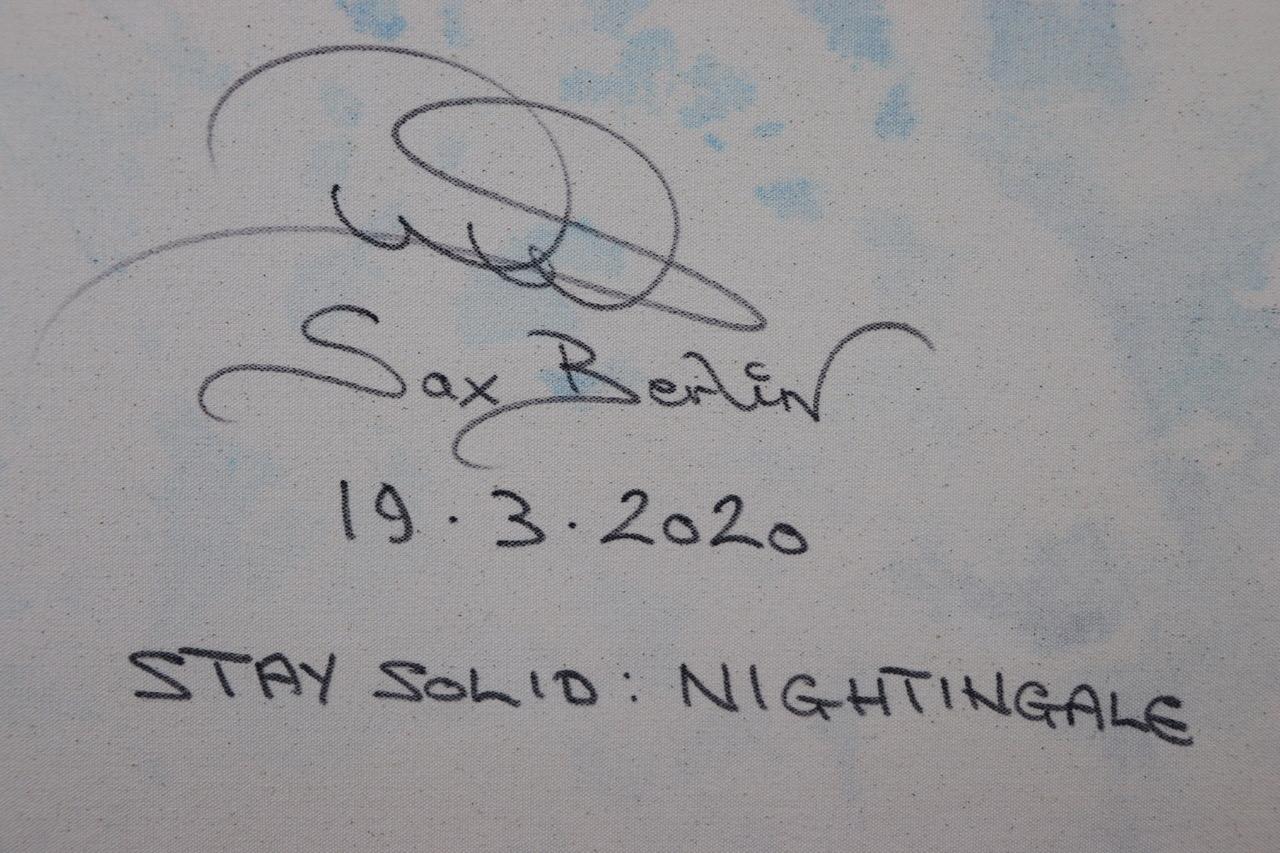 Sax Berlin
19.3.2020
STAY SOLID: NIGHTINGALE